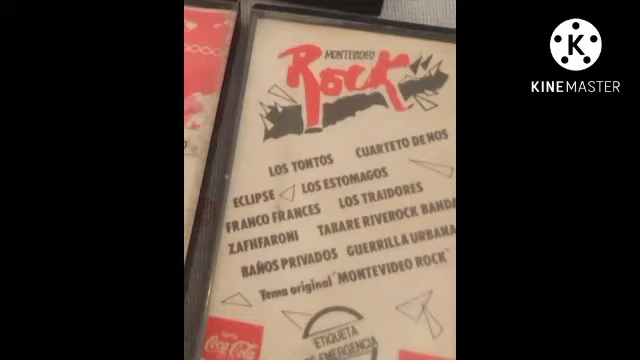 MONTEVIDEO
Rock
LOS TONTOS CUARTETO DE NOS
ECLIPSE LOS ESTOMAGOS
FRANCO FRANCES LOS TRAIDORES
ZAFHFARONI TABARE RIVEROCK BANDA
BAÑOS PRIVADOS GUERRILLA URBANA
Tema original "MONTEVIDEO ROCK"
ETIQUETA
DE EMERGENCIA
Coca-Cola
K
KINEMASTER